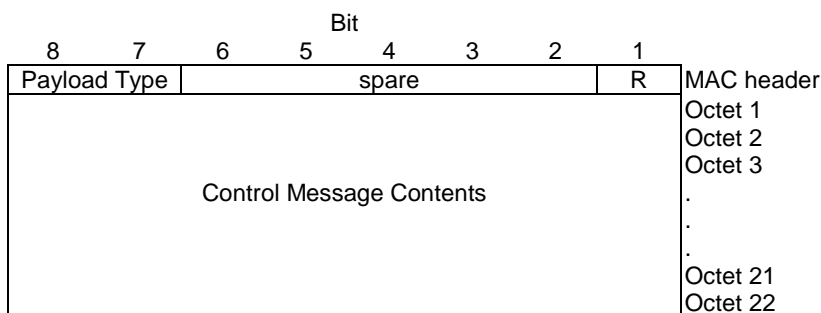 Bit
8 7 6 5 4 3 2 1
Payload Type spare R MAC header
Octet 1
Octet 2
Octet 3
Control Message Contents .
.
.
Octet 21
Octet 22